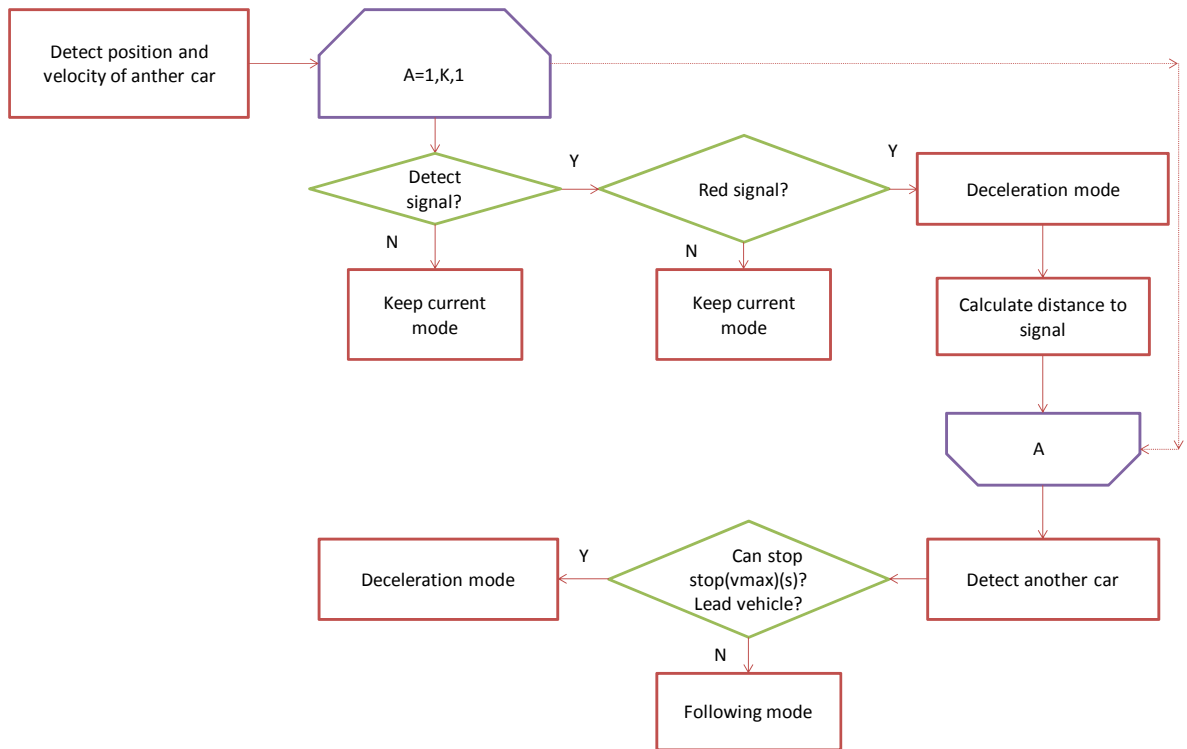 Detect position and
velocity of anther car
A=1,K,1
Detect
signal?
Y
Red signal?
Y
Deceleration mode
N
Keep current
mode
N
Keep current
mode
Calculate distance to
signal
A
Detect another car
Can stop
stop(vmax)(s)?
Lead vehicle?
Y
Deceleration mode
N
Following mode